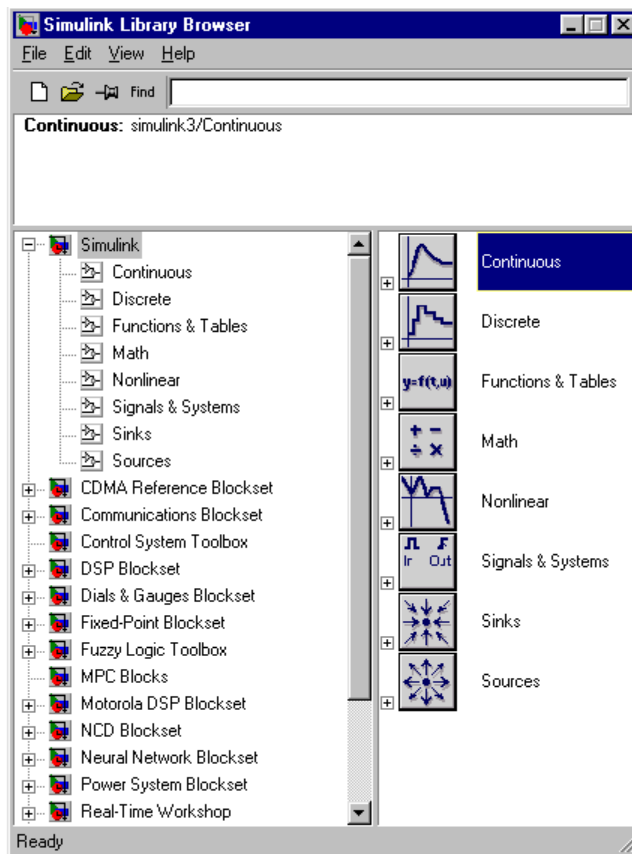 Simulink Library Browser
File Edit View Help
Find
Continuous: simulink3/Continuous
Simulink
Continuous
Discrete
Functions & Tables
Math
Nonlinear
Signals & Systems
Sinks
Sources
CDMA Reference Blockset
Communications Blockset
Control System Toolbox
DSP Blockset
Dials & Gauges Blockset
Fixed-Point Blockset
Fuzzy Logic Toolbox
MPC Blocks
Motorola DSP Blockset
NCD Blockset
Neural Network Blockset
Power System Blockset
Real-Time Workshop
Continuous
Discrete
y=f(t,u) Functions & Tables
Math
Nonlinear
In Out Signals & Systems
Sinks
Sources
Ready